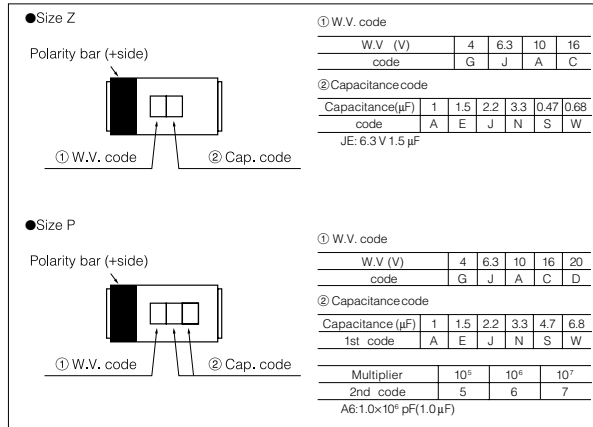 ●Size Z
Polarity bar (+side)
① W.V. code
② Cap. code
① W.V. code
W.V (V) 4 6.3 10 16
code G J A C
②Capacitance code
Capacitance(μF) 1 1.5 2.2 3.3 0.47 0.68
code A E J N S W
JE: 6.3 V 1.5 μF
●Size P
Polarity bar (+side)
① W.V. code
② Cap. code
① W.V. code
W.V (V) 4 6.3 10 16 20
code G J A C D
② Capacitance code
Capacitance (μF) 1 1.5 2.2 3.3 4.7 6.8
1st code A E J N S W
Multiplier 10⁵ 10⁶ 10⁷
2nd code 5 6 7
A6:1.0×10⁶ pF(1.0 μF)